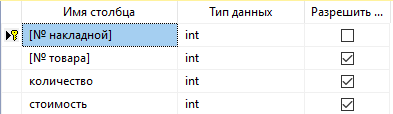 Имя столбца Тип данных Разрешить ...
[№ накладной] int
[№ товара] int
количество int
стоимость int